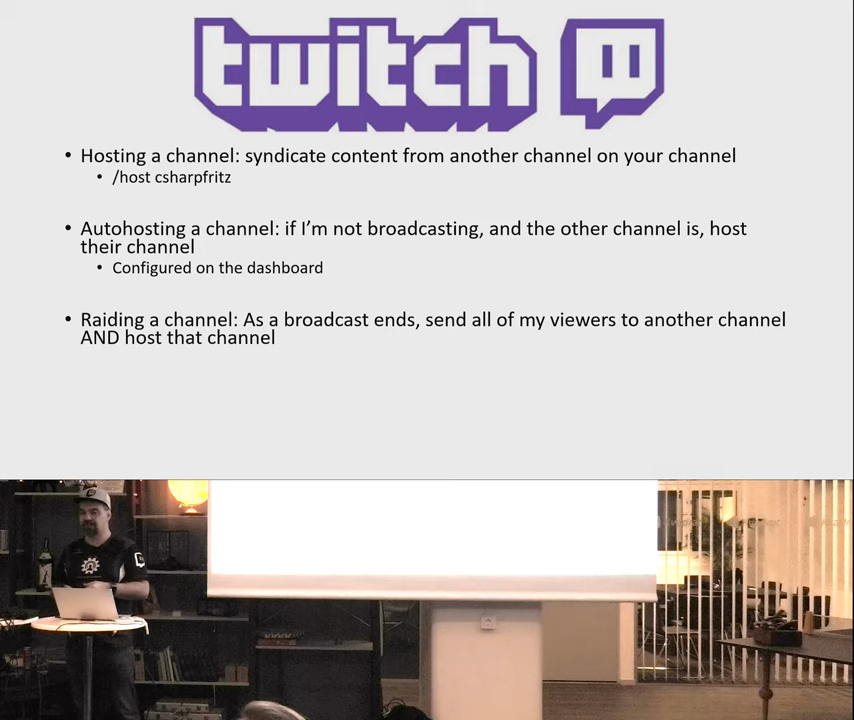 twitch
• Hosting a channel: syndicate content from another channel on your channel
• /host csharpfritz
• Autohosting a channel: if I’m not broadcasting, and the other channel is, host
their channel
• Configured on the dashboard
• Raiding a channel: As a broadcast ends, send all of my viewers to another channel
AND host that channel